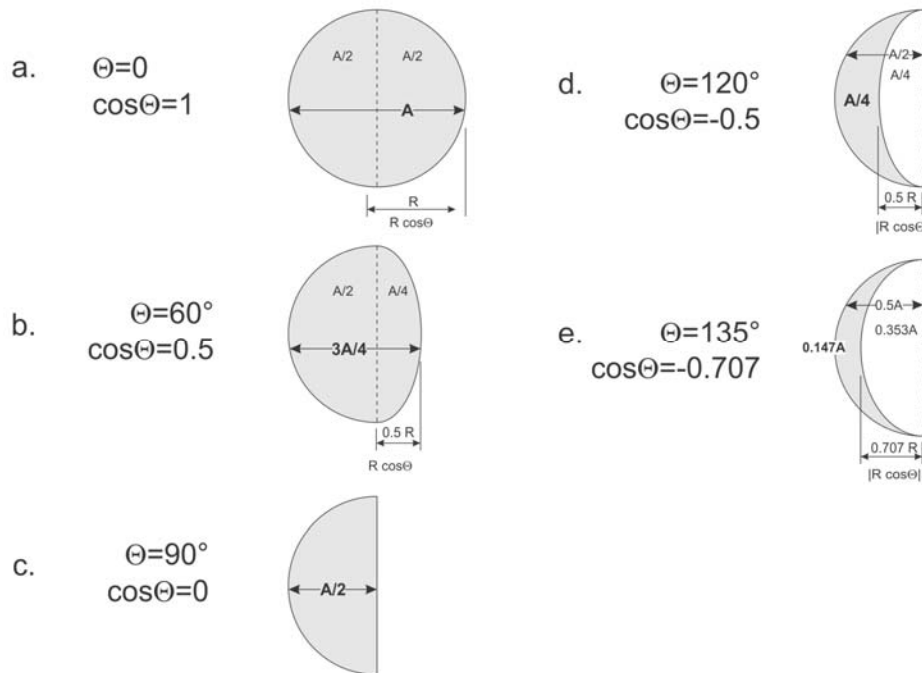 a.
Θ=0
cosΘ=1
A/2 A/2
A
R
R cosΘ
b.
Θ=60°
cosΘ=0.5
A/2 A/4
3A/4
0.5 R
R cosΘ
c.
Θ=90°
cosΘ=0
A/2
d.
Θ=120°
cosΘ=-0.5
A/2
A/4
A/4
0.5 R
|R cosΘ
e.
Θ=135°
cosΘ=-0.707
0.5A
0.353A
0.147A
0.707 R
|R cosΘ|